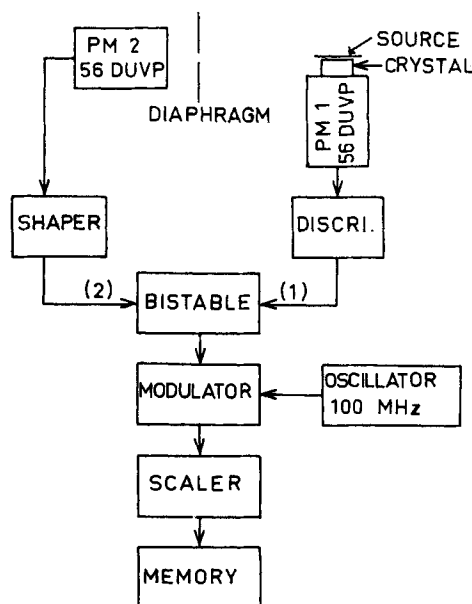 PM 2
56 DUVP
DIAPHRAGM
SOURCE
CRYSTAL
PM 1
56 DUVP
SHAPER
DISCRI.
(2)
BISTABLE
(1)
MODULATOR
OSCILLATOR
100 MHz
SCALER
MEMORY